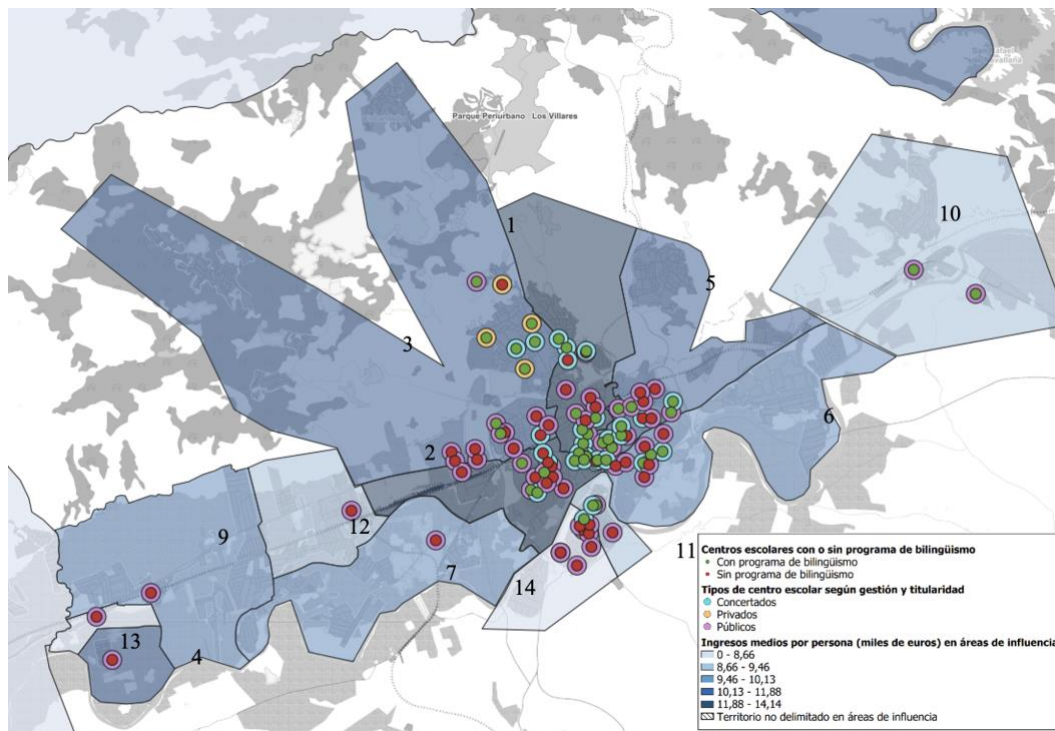 Parque Periurbano - Los Villares
1
10
5
3
6
2
9
12
11
7
14
13
4
Centros escolares con o sin programa de bilingüismo
Con programa de bilingüismo
Sin programa de bilingüismo
Tipos de centro escolar según gestión y titularidad
Concertados
Privados
Públicos
Ingresos medios por persona (miles de euros) en áreas de influencia
0 - 8,66
8,66 - 9,46
9,46 - 10,13
10,13 - 11,88
11,88 - 14,14
Territorio no delimitado en áreas de influencia